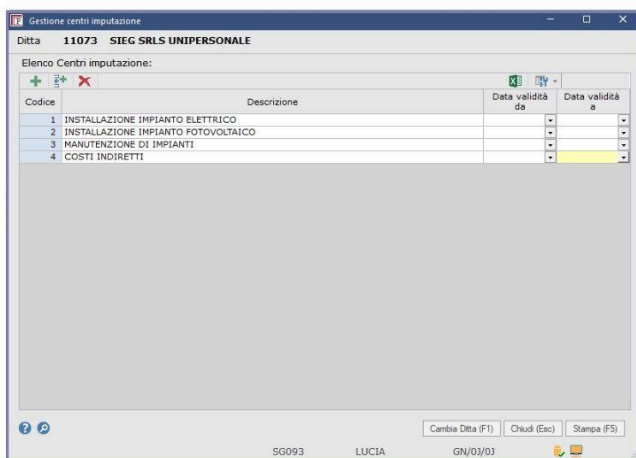 Gestione centri imputazione
Ditta 11073 SIEG SRLS UNIPERSONALE
Elenco Centri imputazione:
Codice Descrizione Data validità da Data validità a
1 INSTALLAZIONE IMPIANTO ELETTRICO
2 INSTALLAZIONE IMPIANTO FOTOVOLTAICO
3 MANUTENZIONE DI IMPIANTI
4 COSTI INDIRETTI
Cambia Ditta (F1) Chiudi (Esc) Stampa (F5)
SG093 LUCIA GN/0J/0J